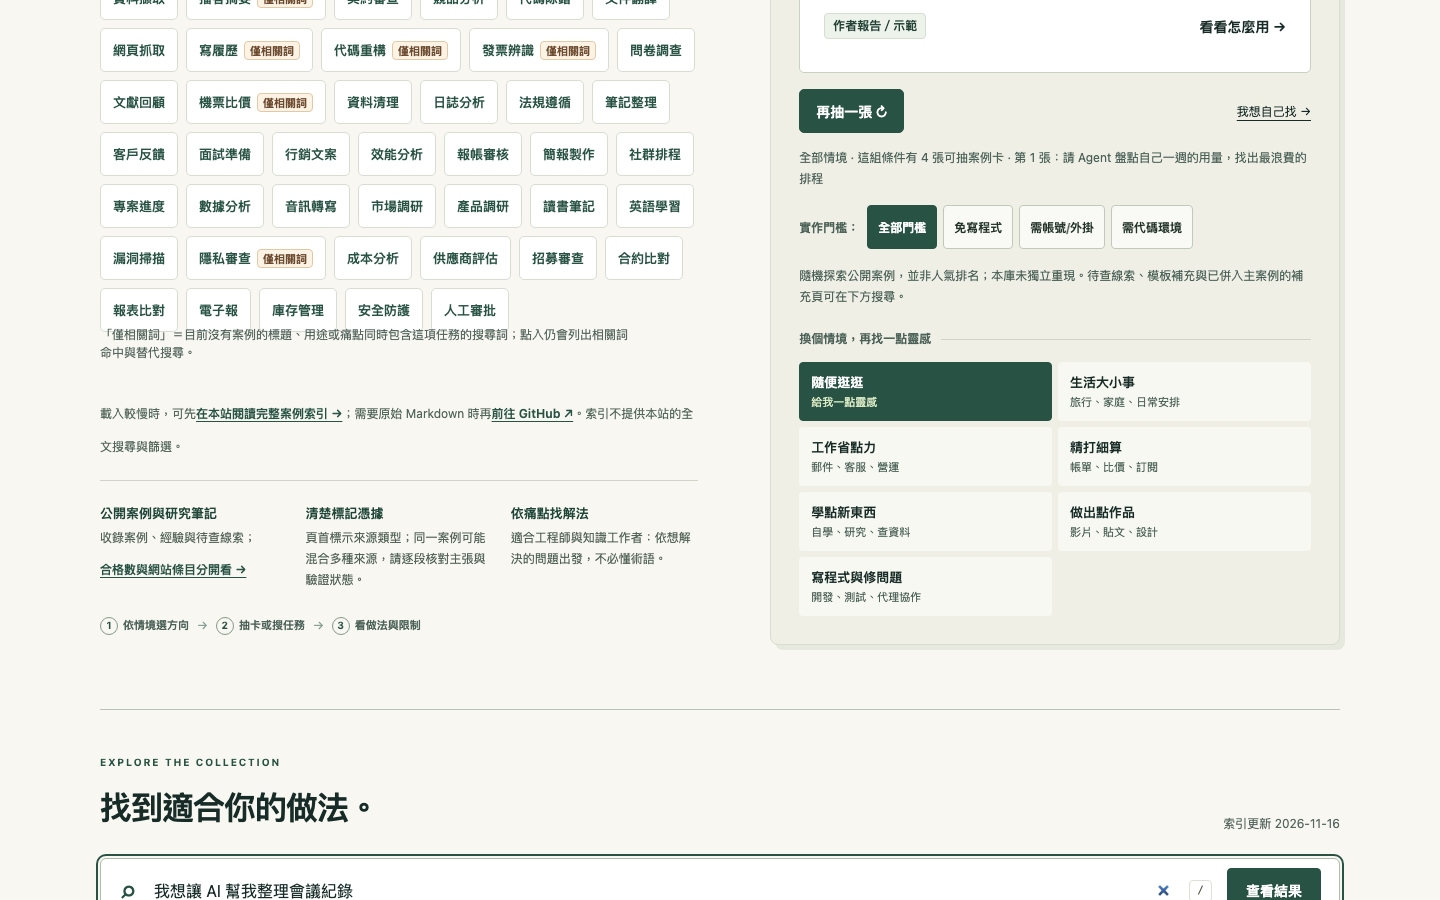 資料擷取 播客摘要 僅相關詞 契約審查 競品分析 代碼除錯 文件翻譯
網頁抓取 寫履歷 僅相關詞 代碼重構 僅相關詞 發票辨識 僅相關詞 問卷調查
文獻回顧 機票比價 僅相關詞 資料清理 日誌分析 法規遵循 筆記整理
客戶反饋 面試準備 行銷文案 效能分析 報帳審核 簡報製作 社群排程
專案進度 數據分析 音訊轉寫 市場調研 產品調研 讀書筆記 英語學習
漏洞掃描 隱私審查 僅相關詞 成本分析 供應商評估 招募審查 合約比對
報表比對 電子報 庫存管理 安全防護 人工審批
「僅相關詞」＝目前沒有案例的標題、用途或痛點同時包含這項任務的搜尋詞；點入仍會列出相關詞
命中與替代搜尋。
載入較慢時，可先在本站閱讀完整案例索引 →；需要原始 Markdown 時再前往 GitHub ↗。索引不提供本站的全
文搜尋與篩選。
公開案例與研究筆記
收錄案例、經驗與待查線索；
合格數與網站條目分開看 →
清楚標記憑據
頁首標示來源類型；同一案例可能
混合多種來源，請逐段核對主張與
驗證狀態。
依痛點找解法
適合工程師與知識工作者：依想解
決的問題出發，不必懂術語。
1 依情境選方向 → 2 抽卡或搜任務 → 3 看做法與限制
作者報告 / 示範 看看怎麼用 →
再抽一張 ↻ 我想自己找 →
全部情境 · 這組條件有 4 張可抽案例卡 · 第 1 張：請 Agent 盤點自己一週的用量，找出最浪費的
排程
實作門檻： 全部門檻 免寫程式 需帳號/外掛 需代碼環境
隨機探索公開案例，並非人氣排名；本庫未獨立重現。待查線索、模板補充與已併入主案例的補
充頁可在下方搜尋。
換個情境，再找一點靈感
隨便逛逛
給我一點靈感
生活大小事
旅行、家庭、日常安排
工作省點力
郵件、客服、營運
精打細算
帳單、比價、訂閱
學點新東西
自學、研究、查資料
做出點作品
影片、貼文、設計
寫程式與修問題
開發、測試、代理協作
EXPLORE THE COLLECTION
找到適合你的做法。
索引更新 2026-11-16
我想讓 AI 幫我整理會議紀錄 / 查看結果